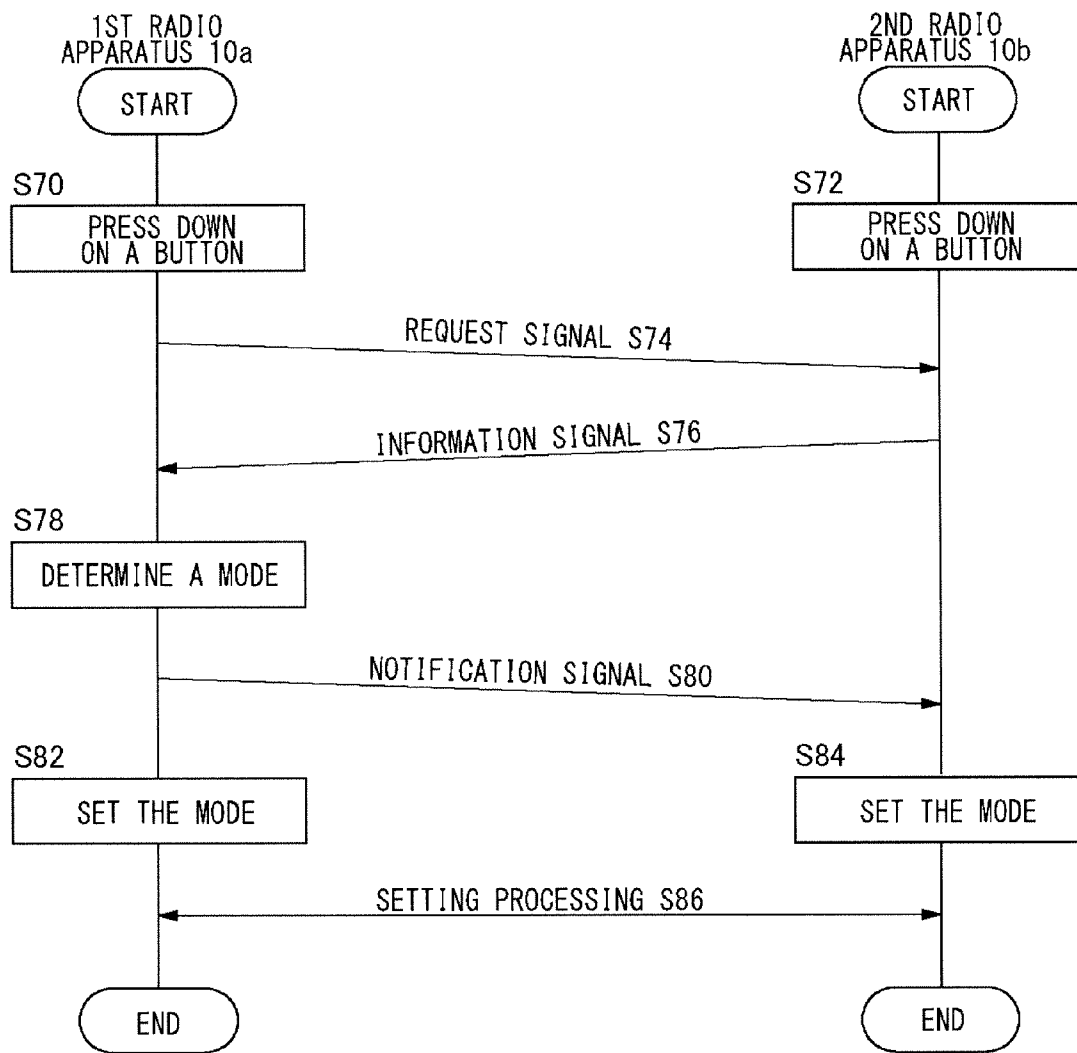 1ST RADIO
APPARATUS 10a
2ND RADIO
APPARATUS 10b
START
START
S70
PRESS DOWN
ON A BUTTON
S72
PRESS DOWN
ON A BUTTON
REQUEST SIGNAL S74
INFORMATION SIGNAL S76
S78
DETERMINE A MODE
NOTIFICATION SIGNAL S80
S82
SET THE MODE
S84
SET THE MODE
SETTING PROCESSING S86
END
END